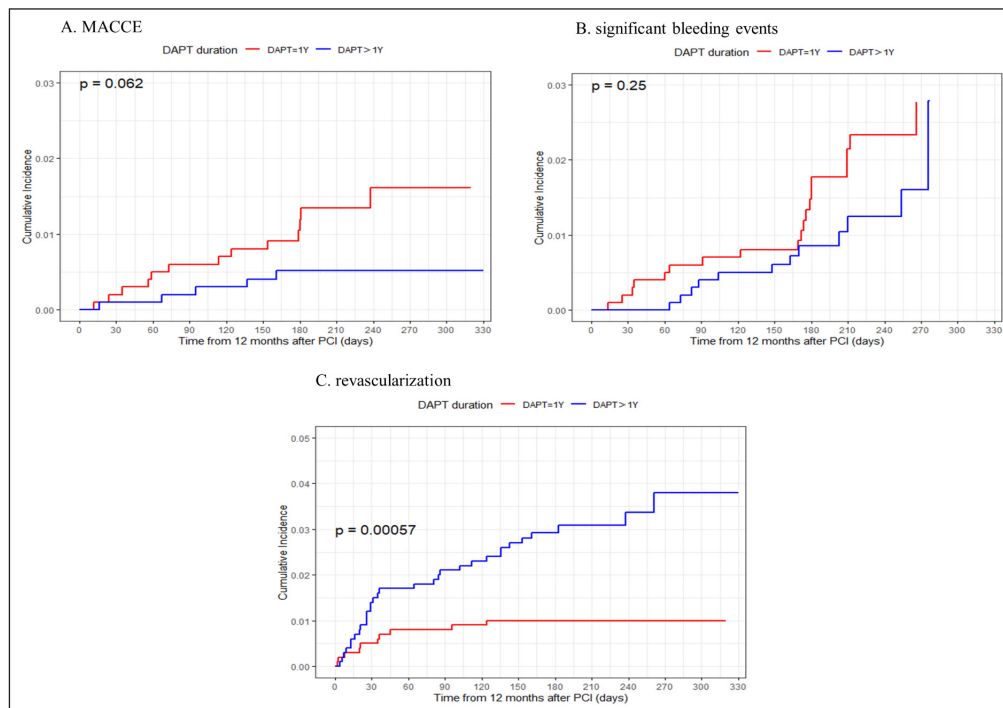 A. MACCE
DAPT duration DAPT=1Y DAPT>1Y
p = 0.062
Cumulative Incidence
0.03
0.02
0.01
0.00
0 30 60 90 120 150 180 210 240 270 300 330
Time from 12 months after PCI (days)
B. significant bleeding events
DAPT duration DAPT=1Y DAPT>1Y
p = 0.25
Cumulative Incidence
0.03
0.02
0.01
0.00
0 30 60 90 120 150 180 210 240 270 300 330
Time from 12 months after PCI (days)
C. revascularization
DAPT duration DAPT=1Y DAPT>1Y
p = 0.00057
Cumulative Incidence
0.05
0.04
0.03
0.02
0.01
0.00
0 30 60 90 120 150 180 210 240 270 300 330
Time from 12 months after PCI (days)